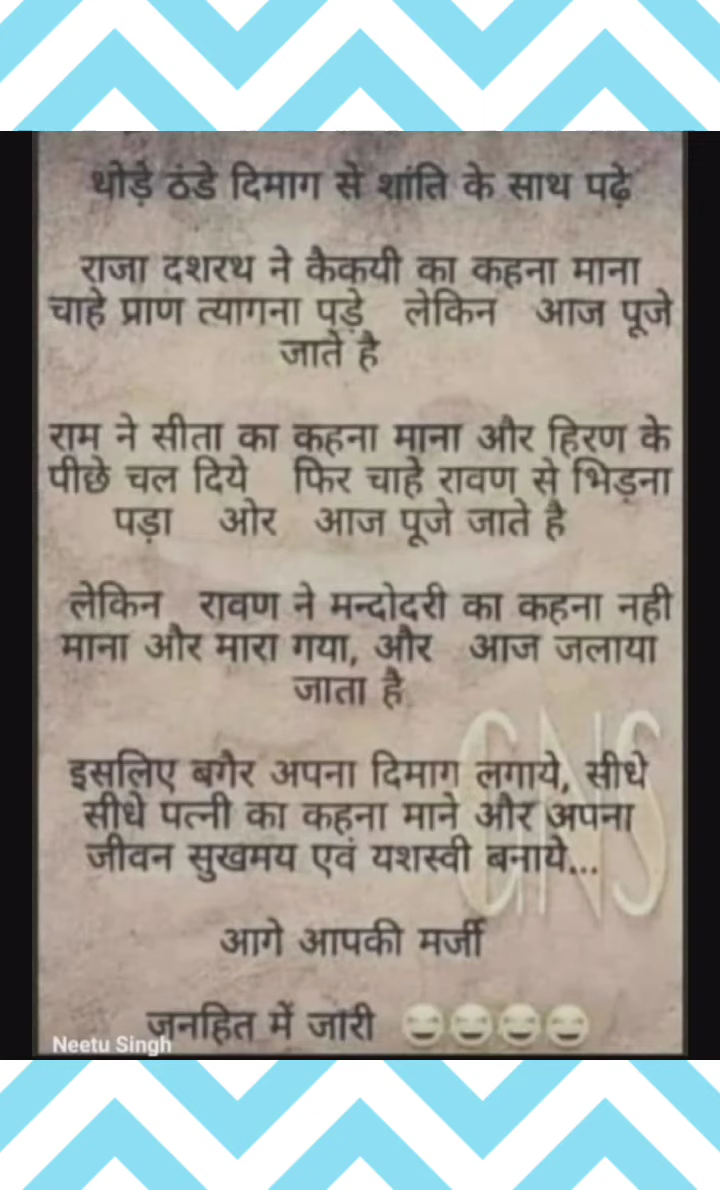 थोड़े ठंडे दिमाग से शांति के साथ पढ़े
राजा दशरथ ने कैकयी का कहना माना
चाहे प्राण त्यागना पड़े लेकिन आज पूजे
जाते है
राम ने सीता का कहना माना और हिरण के
पीछे चल दिये फिर चाहे रावण से भिड़ना
पड़ा ओर आज पूजे जाते है
लेकिन रावण ने मन्दोदरी का कहना नही
माना और मारा गया, और आज जलाया
जाता है
इसलिए बगैर अपना दिमाग लगाये, सीधे
सीधे पत्नी का कहना माने और अपना
जीवन सुखमय एवं यशस्वी बनाये...
आगे आपकी मर्जी
जनहित में जारी 😄😄😄😄
Neetu Singh
GNS